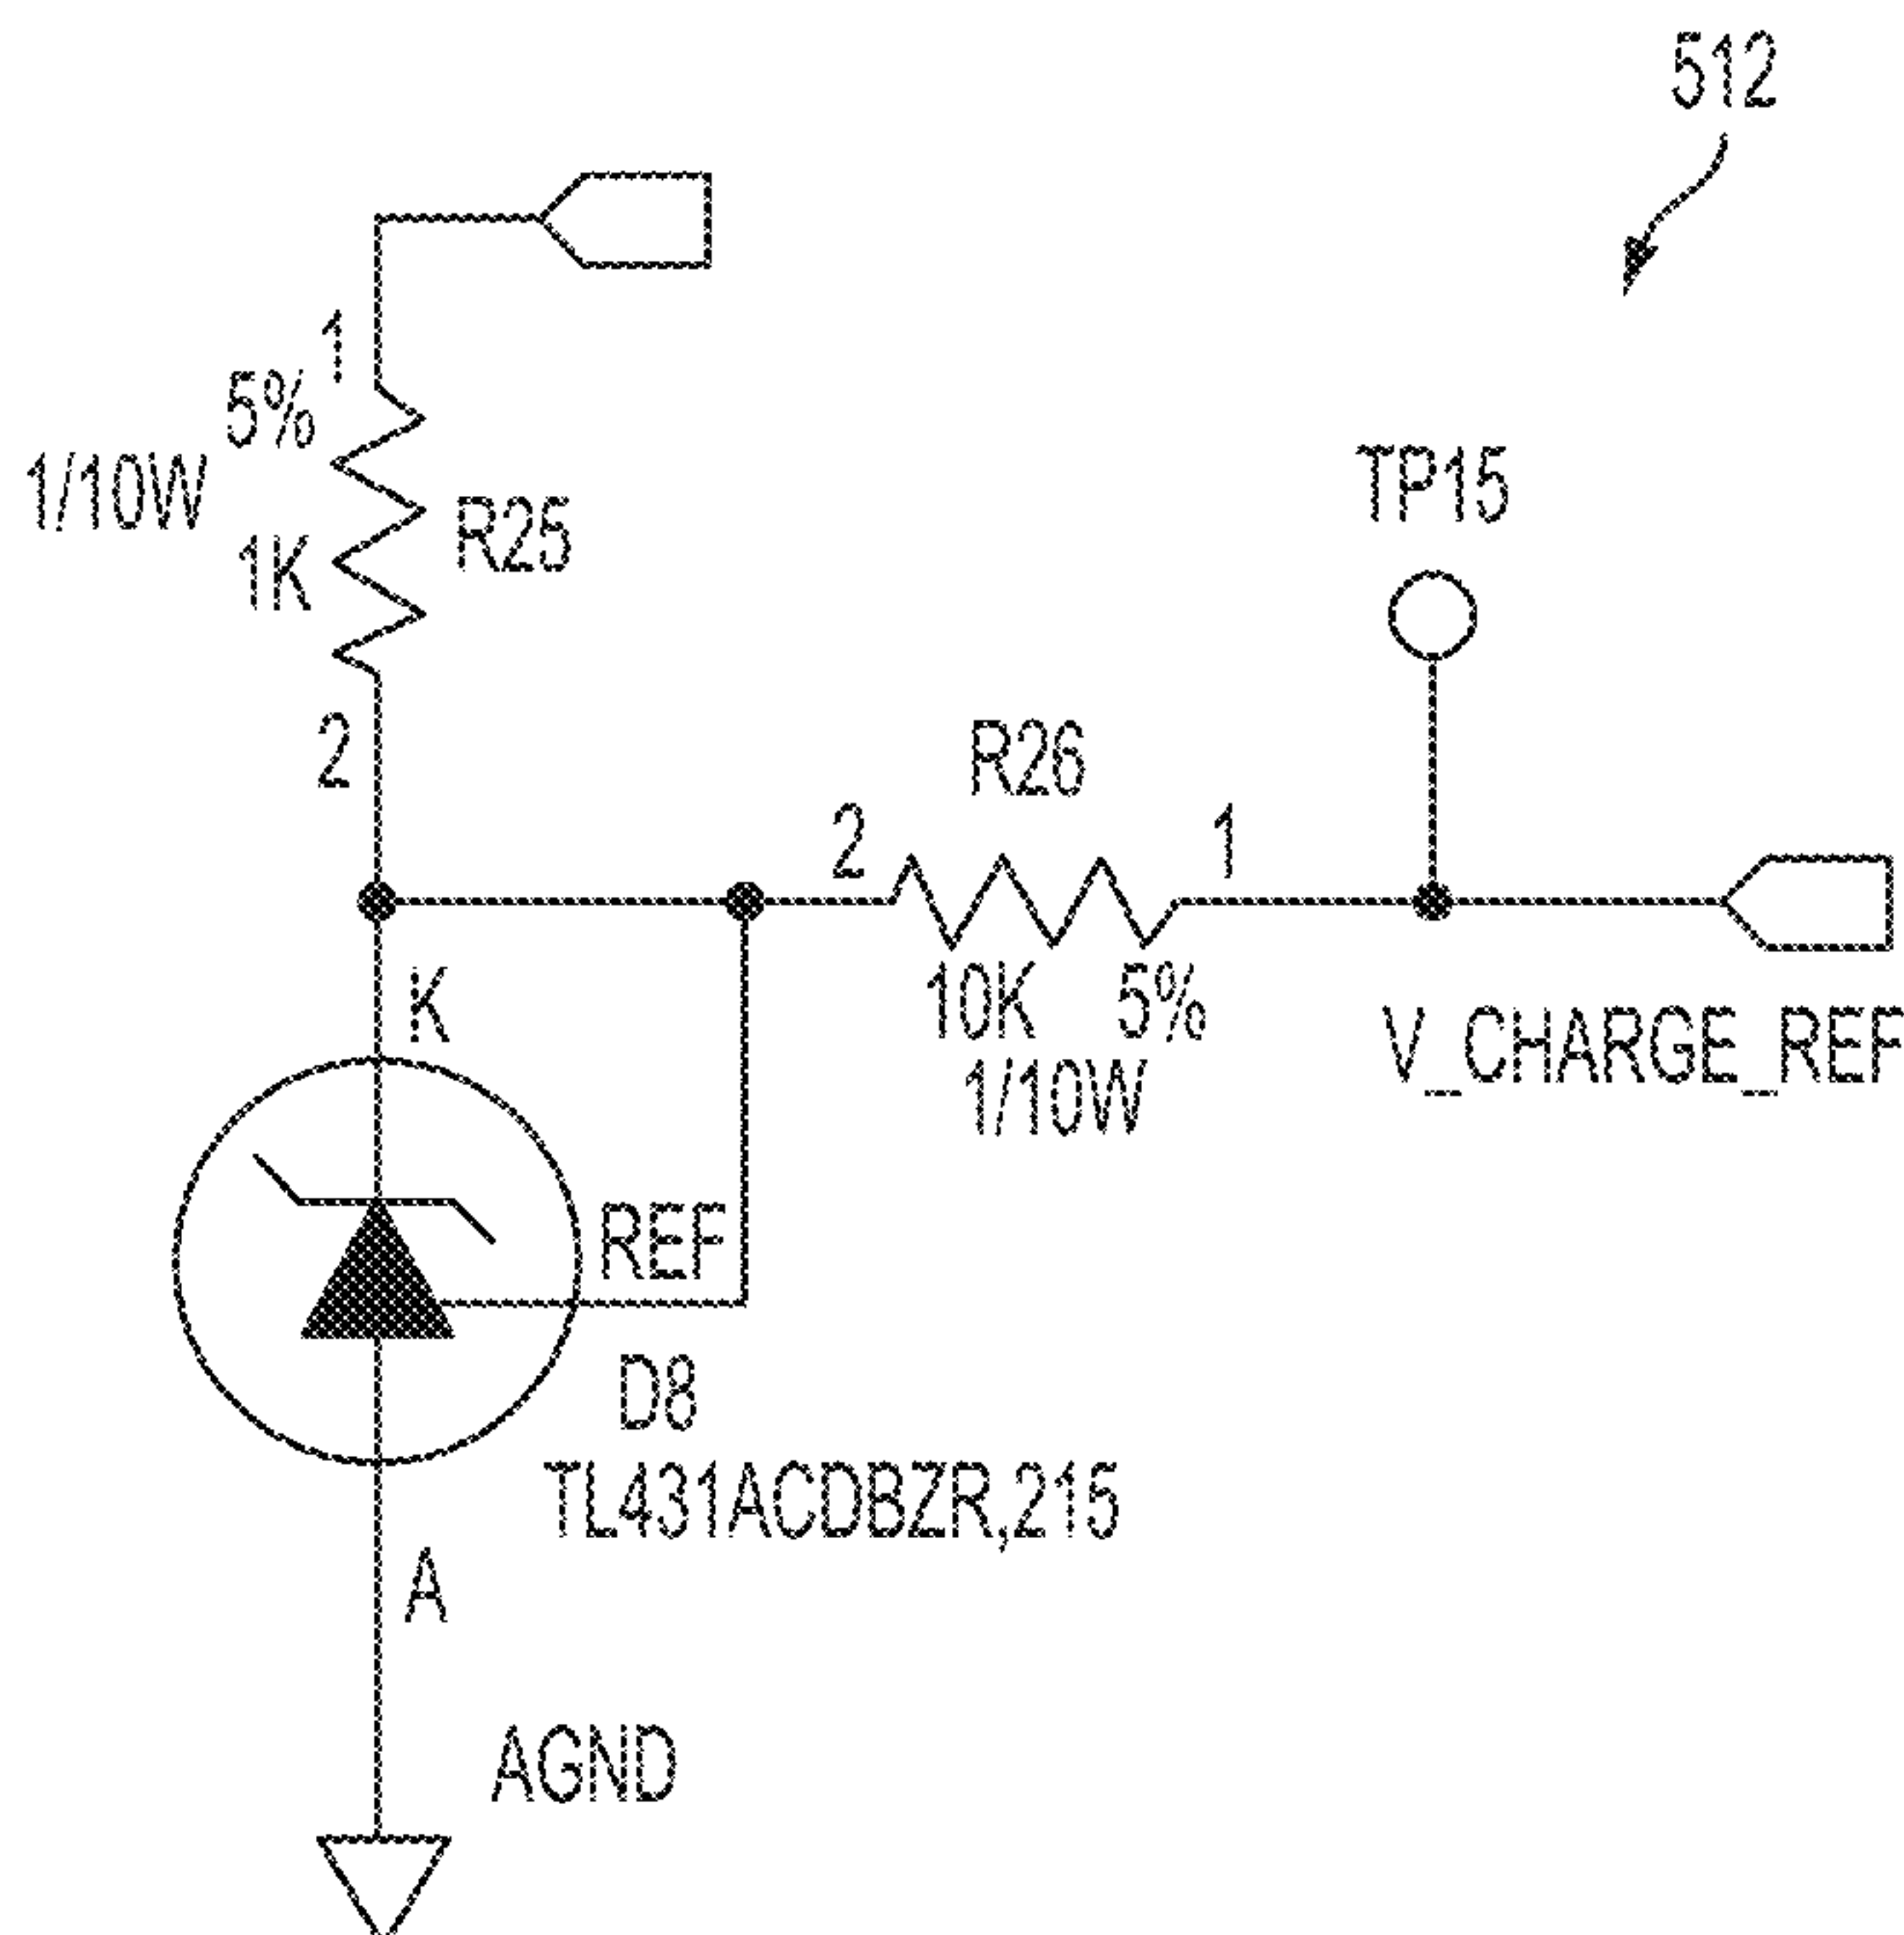 512
1
5%
1/10W
1K
R25
2
TP15
R26
2
1
10K 5%
1/10W
V_CHARGE_REF
K
REF
D8
TL431ACDBZR,215
A
AGND